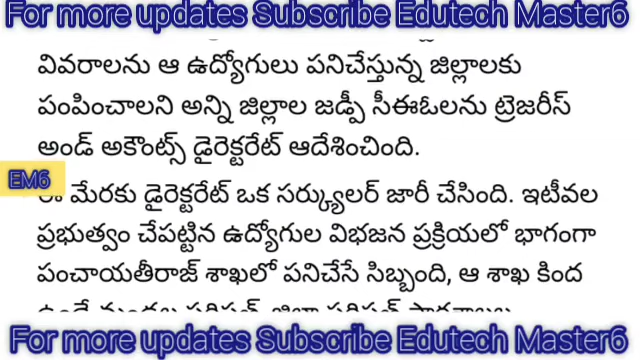 For more updates Subscribe Edutech Master6
వివరాలను ఆ ఉద్యోగులు పనిచేస్తున్న జిల్లాలకు
పంపించాలని అన్ని జిల్లాల జడ్పీ సీఈఓలను ట్రెజరీస్
అండ్ అకౌంట్స్ డైరెక్టరేట్ ఆదేశించింది.
EM6
ఈ మేరకు డైరెక్టరేట్ ఒక సర్క్యులర్ జారీ చేసింది. ఇటీవల
ప్రభుత్వం చేపట్టిన ఉద్యోగుల విభజన ప్రక్రియలో భాగంగా
పంచాయతీరాజ్ శాఖలో పనిచేసే సిబ్బంది, ఆ శాఖ కింద
For more updates Subscribe Edutech Master6